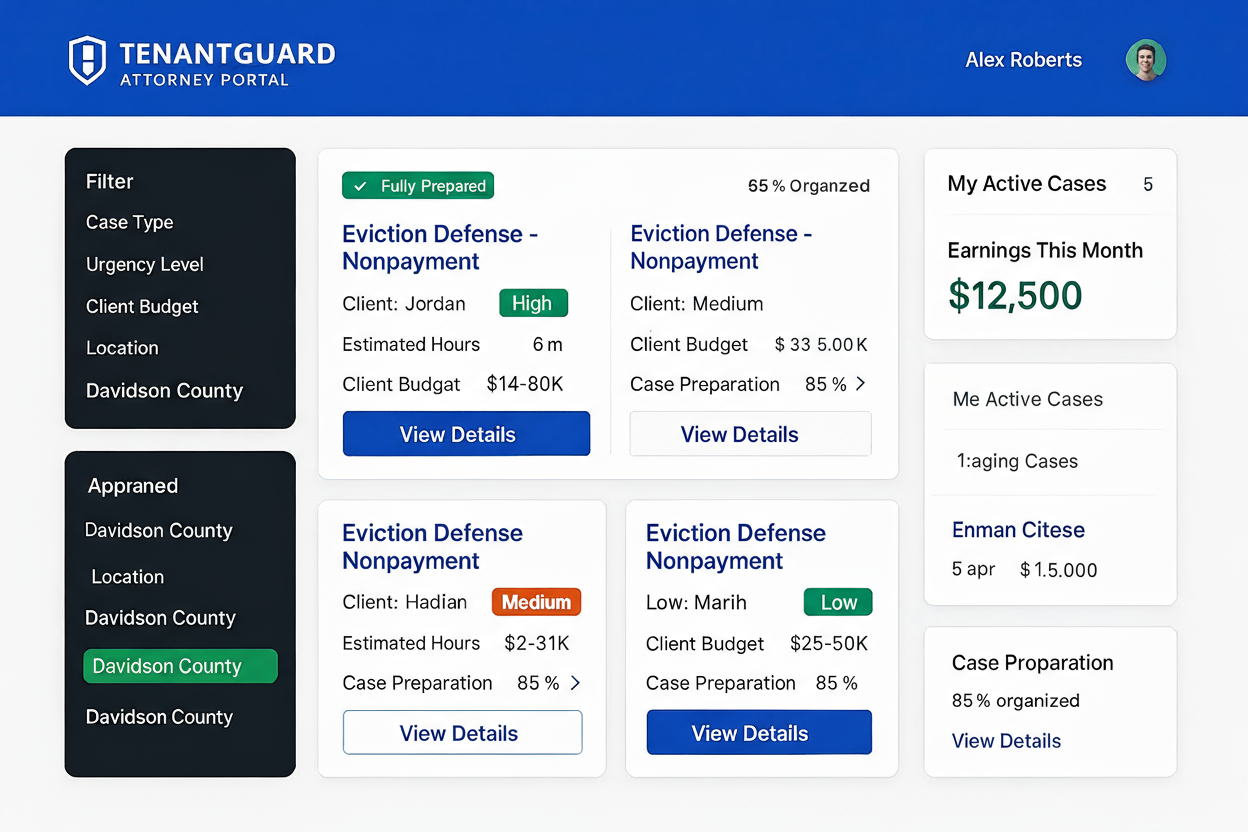 TENANTGUARD
ATTORNEY PORTAL
Alex Roberts
Filter
Case Type
Urgency Level
Client Budget
Location
Davidson County
Appraned
Davidson County
Location
Davidson County
Davidson County
Davidson County
Fully Prepared
65 % Organzed
Eviction Defense -
Nonpayment
Client: Jordan High
Estimated Hours 6 m
Client Budgat $14-80K
View Details
Eviction Defense -
Nonpayment
Client: Medium
Client Budget $ 33 5.00 K
Case Preparation 85 % >
View Details
Eviction Defense
Nonpayment
Client: Hadian Medium
Estimated Hours $2-31K
Case Preparation 85 % >
View Details
Eviction Defense
Nonpayment
Low: Marih Low
Client Budget $25-50K
Case Preparation 85 %
View Details
My Active Cases 5
Earnings This Month
$12,500
Me Active Cases
1:aging Cases
Enman Citese
5 apr $ 1.5.000
Case Proparation
85 % organized
View Details